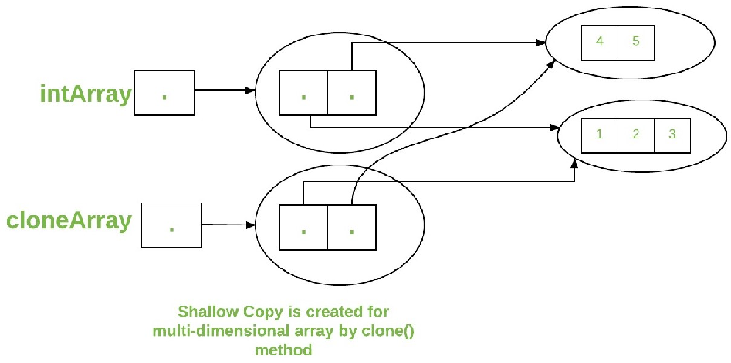 4 5
intArray
1 2 3
cloneArray
Shallow Copy is created for
multi-dimensional array by clone()
method